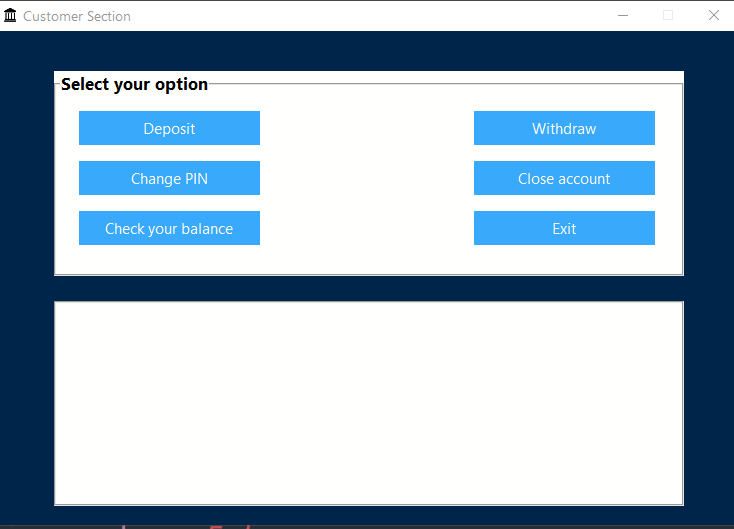 Customer Section
Select your option
Deposit
Withdraw
Change PIN
Close account
Check your balance
Exit